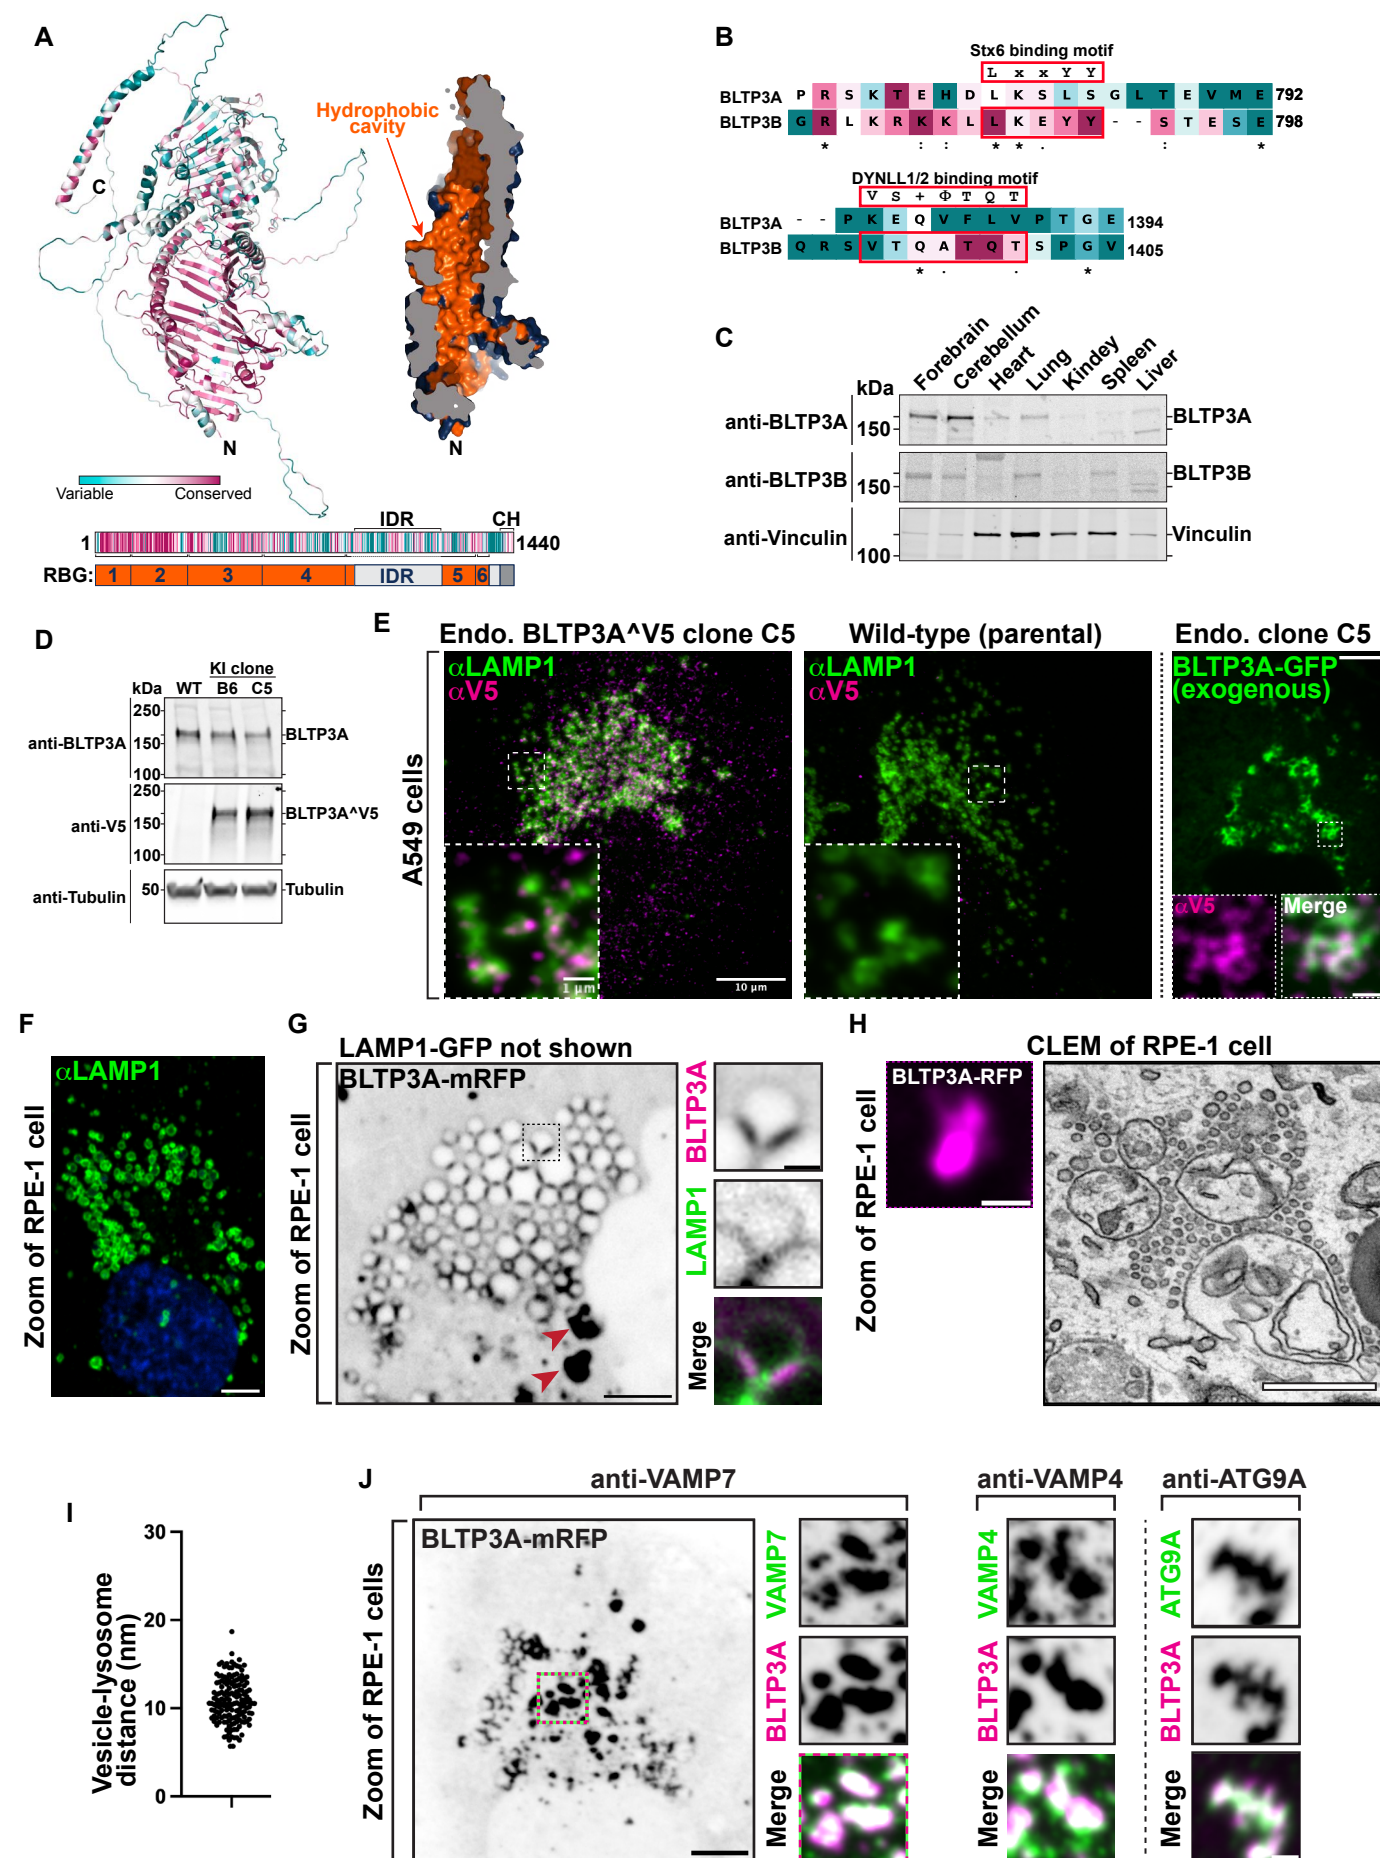 A
C
Hydrophobic
cavity
N
N
Variable
Conserved
IDR
CH
1
1440
RBG:
1
2
3
4
IDR
5
6
B
Stx6 binding motif
L x x Y Y
BLTP3A
P R S K T E H D L K S L S G L T E V M E
792
BLTP3B
G R L K R K K L L K E Y Y - - S T E S E
798
* : : * * . : *
DYNLL1/2 binding motif
V S + Φ T Q T
BLTP3A
- - P K E Q V F L V P T G E
1394
BLTP3B
Q R S V T Q A T Q T S P G V
1405
* . . *
C
Forebrain
Cerebellum
Heart
Lung
Kindey
Spleen
Liver
kDa
anti-BLTP3A
150
BLTP3A
anti-BLTP3B
150
BLTP3B
anti-Vinculin
100
Vinculin
D
KI clone
kDa WT B6 C5
250
anti-BLTP3A
150
BLTP3A
100
250
anti-V5
150
BLTP3A^V5
100
anti-Tubulin
50
Tubulin
E
Endo. BLTP3A^V5 clone C5
Wild-type (parental)
Endo. clone C5
A549 cells
αLAMP1
αV5
1 µm
10 µm
αLAMP1
αV5
BLTP3A-GFP
(exogenous)
αV5
Merge
F
Zoom of RPE-1 cell
αLAMP1
G
LAMP1-GFP not shown
Zoom of RPE-1 cell
BLTP3A-mRFP
BLTP3A
LAMP1
Merge
H
CLEM of RPE-1 cell
Zoom of RPE-1 cell
BLTP3A-RFP
I
Vesicle-lysosome
distance (nm)
30
20
10
0
J
anti-VAMP7
anti-VAMP4
anti-ATG9A
Zoom of RPE-1 cells
BLTP3A-mRFP
VAMP7
BLTP3A
Merge
VAMP4
BLTP3A
Merge
ATG9A
BLTP3A
Merge